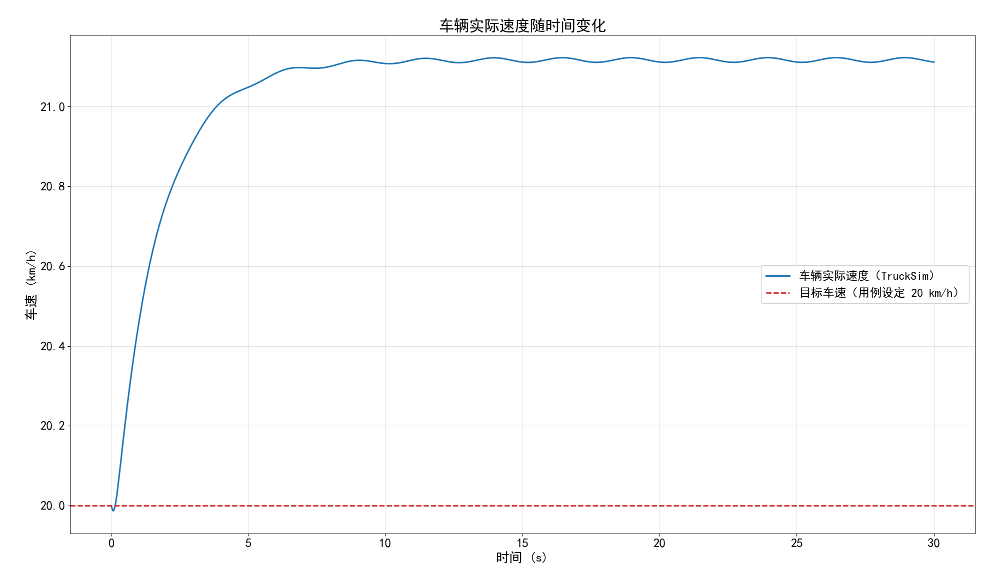 车辆实际速度随时间变化
车速 (km/h)
21.0
20.8
20.6
20.4
20.2
20.0
车辆实际速度（TruckSim）
目标车速（用例设定 20 km/h）
0 5 10 15 20 25 30
时间 (s)